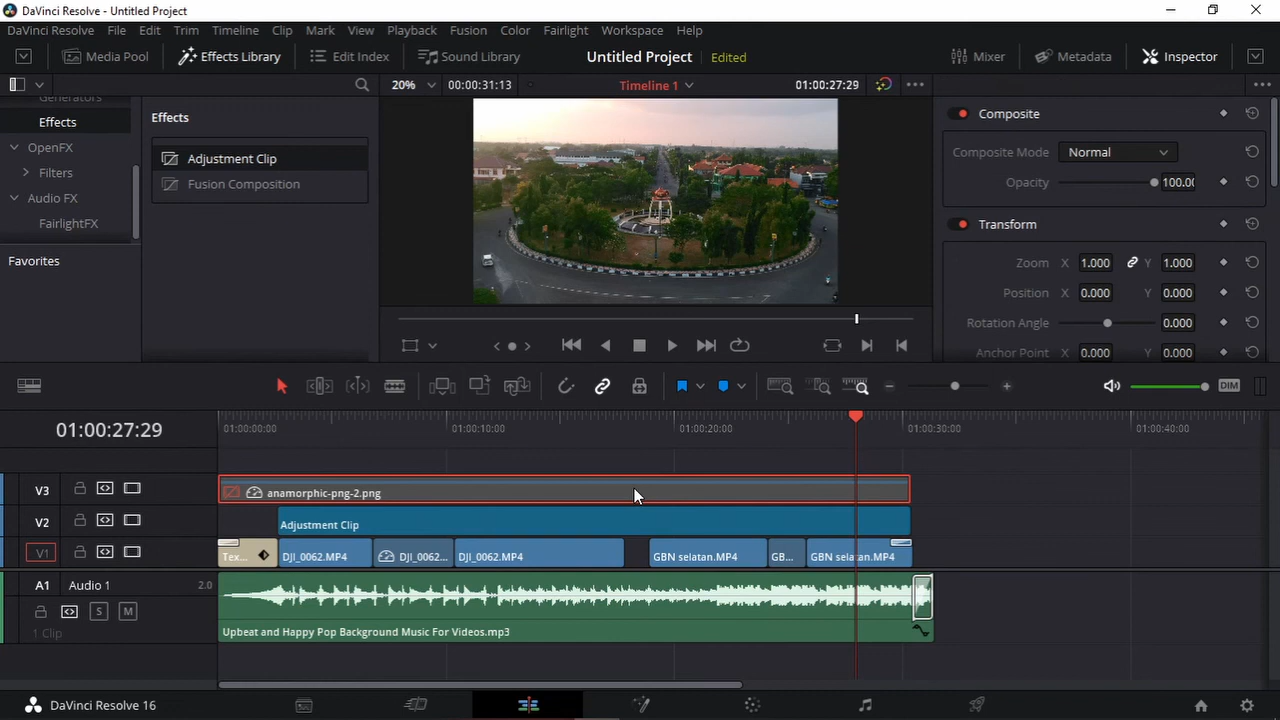 DaVinci Resolve - Untitled Project
DaVinci Resolve File Edit Trim Timeline Clip Mark View Playback Fusion Color Fairlight Workspace Help
Media Pool Effects Library Edit Index Sound Library Untitled Project Edited Mixer Metadata Inspector
20% 00:00:31:13 Timeline 1 01:00:27:29
Generators
Effects
OpenFX
Filters
Audio FX
FairlightFX
Favorites
Effects
Adjustment Clip
Fusion Composition
Composite
Composite Mode Normal
Opacity 100.00
Transform
Zoom X 1.000 Y 1.000
Position X 0.000 Y 0.000
Rotation Angle 0.000
Anchor Point X 0.000 Y 0.000
DIM
01:00:27:29
01:00:00:00 01:00:10:00 01:00:20:00 01:00:30:00 01:00:40:00
V3 anamorphic-png-2.png
V2 Adjustment Clip
V1 Tex... DJI_0062.MP4 DJI_0062... DJI_0062.MP4 GBN selatan.MP4 GB... GBN selatan.MP4
A1 Audio 1 2.0
S M
1 Clip
Upbeat and Happy Pop Background Music For Videos.mp3
DaVinci Resolve 16